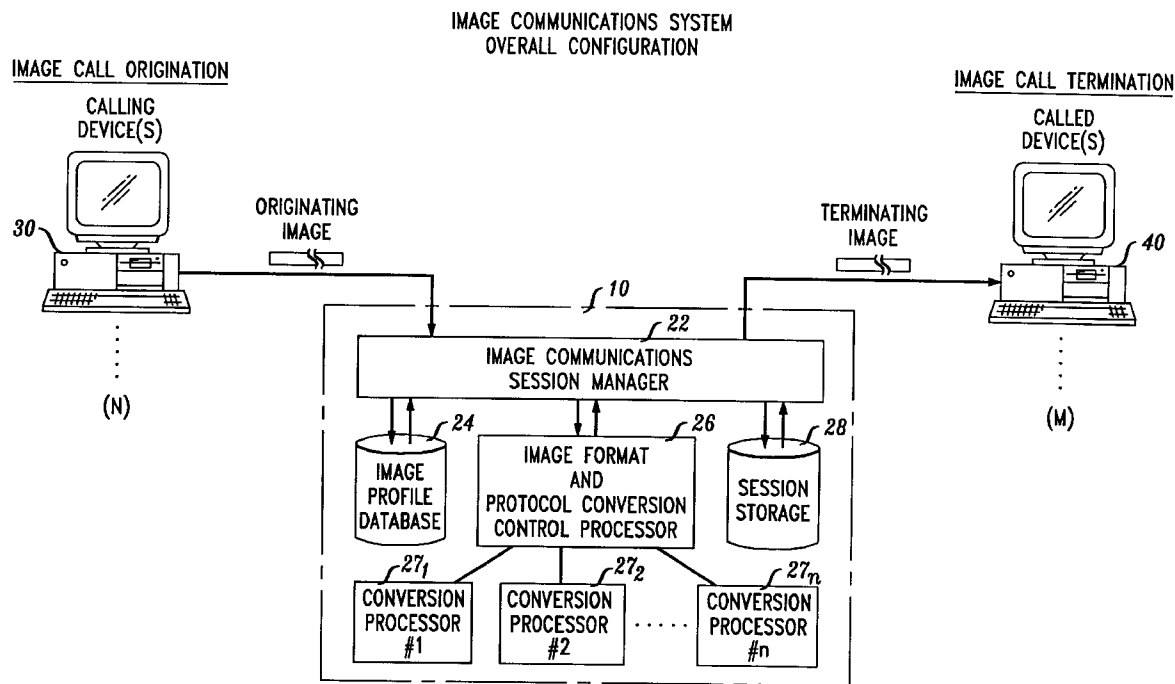 IMAGE COMMUNICATIONS SYSTEM
OVERALL CONFIGURATION
IMAGE CALL ORIGINATION
IMAGE CALL TERMINATION
CALLING
DEVICE(S)
CALLED
DEVICE(S)
30
ORIGINATING
IMAGE
TERMINATING
IMAGE
40
10
(N)
(M)
22
IMAGE COMMUNICATIONS
SESSION MANAGER
24
IMAGE
PROFILE
DATABASE
26
IMAGE FORMAT
AND
PROTOCOL CONVERSION
CONTROL PROCESSOR
28
SESSION
STORAGE
27₁
CONVERSION
PROCESSOR
#1
27₂
CONVERSION
PROCESSOR
#2
27ₙ
CONVERSION
PROCESSOR
#n